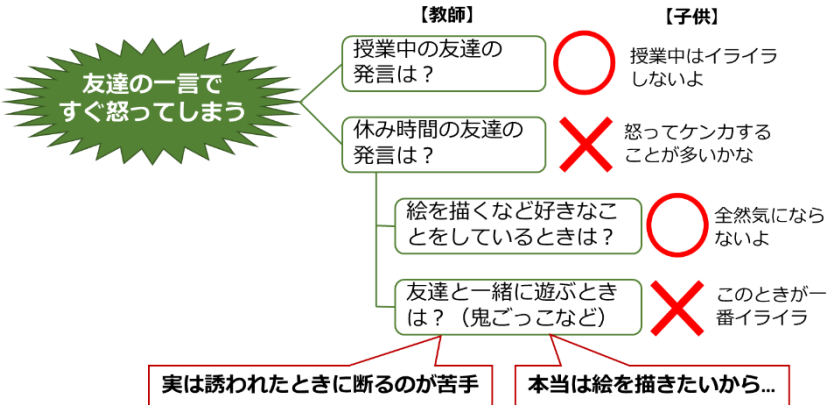 【教師】
【子供】
友達の一言で
すぐ怒ってしまう
授業中の友達の
発言は？
授業中はイライラ
しないよ
休み時間の友達の
発言は？
怒ってケンカする
ことが多いかな
絵を描くなど好きなこ
とをしているときは？
全然気になら
ないよ
友達と一緒に遊ぶとき
は？（鬼ごっこなど）
このときが一
番イライラ
実は誘われたときに断るのが苦手
本当は絵を描きたいから…